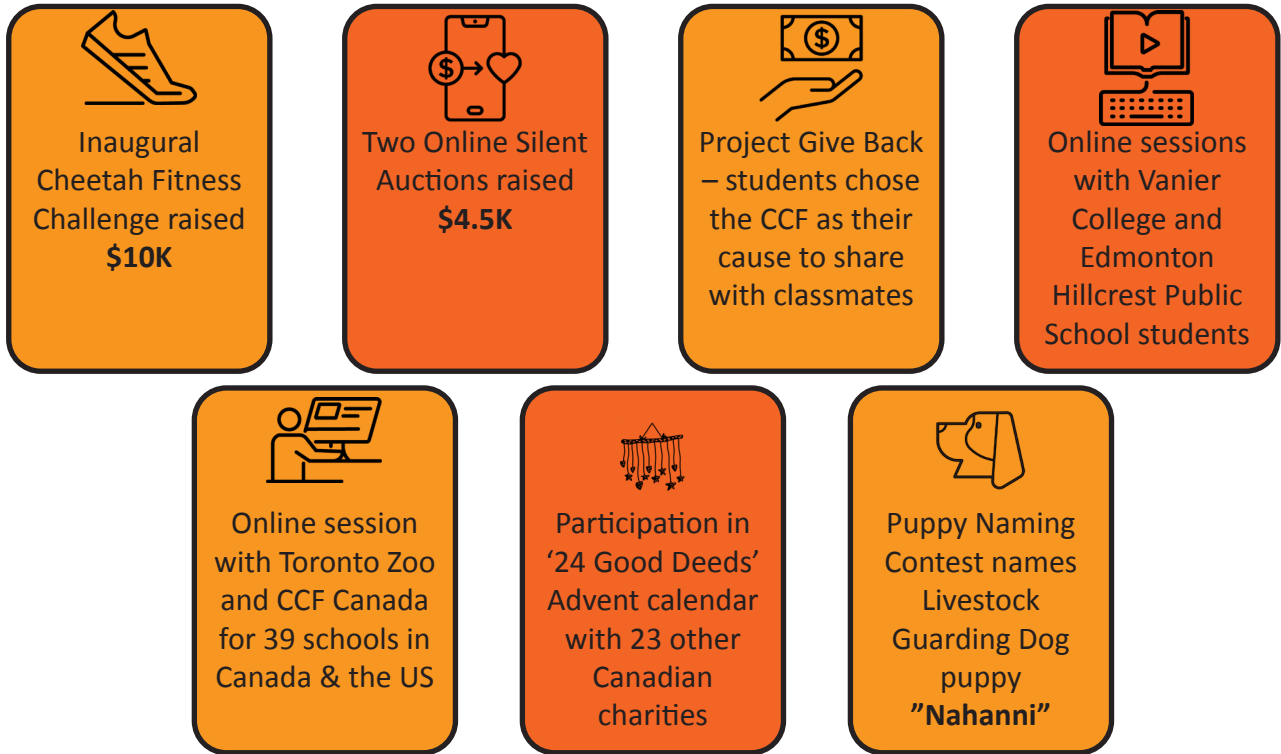 Inaugural
Cheetah Fitness
Challenge raised
$10K
Two Online Silent
Auctions raised
$4.5K
Project Give Back
– students chose
the CCF as their
cause to share
with classmates
Online sessions
with Vanier
College and
Edmonton
Hillcrest Public
School students
Online session
with Toronto Zoo
and CCF Canada
for 39 schools in
Canada & the US
Participation in
‘24 Good Deeds’
Advent calendar
with 23 other
Canadian
charities
Puppy Naming
Contest names
Livestock
Guarding Dog
puppy
”Nahanni”